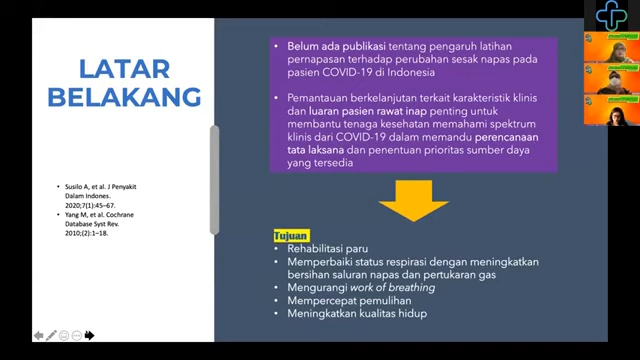 LATAR
BELAKANG
• Susilo A, et al. J Penyakit
Dalam Indones.
2020;7(1):45–67.
• Yang M, et al. Cochrane
Database Syst Rev.
2010;(2):1–18.
• Belum ada publikasi tentang pengaruh latihan
pernapasan terhadap perubahan sesak napas pada
pasien COVID-19 di Indonesia
• Pemantauan berkelanjutan terkait karakteristik klinis
dan luaran pasien rawat inap penting untuk
membantu tenaga kesehatan memahami spektrum
klinis dari COVID-19 dalam memandu perencanaan
tata laksana dan penentuan prioritas sumber daya
yang tersedia
Tujuan
• Rehabilitasi paru
• Memperbaiki status respirasi dengan meningkatkan
bersihan saluran napas dan pertukaran gas
• Mengurangi work of breathing
• Mempercepat pemulihan
• Meningkatkan kualitas hidup